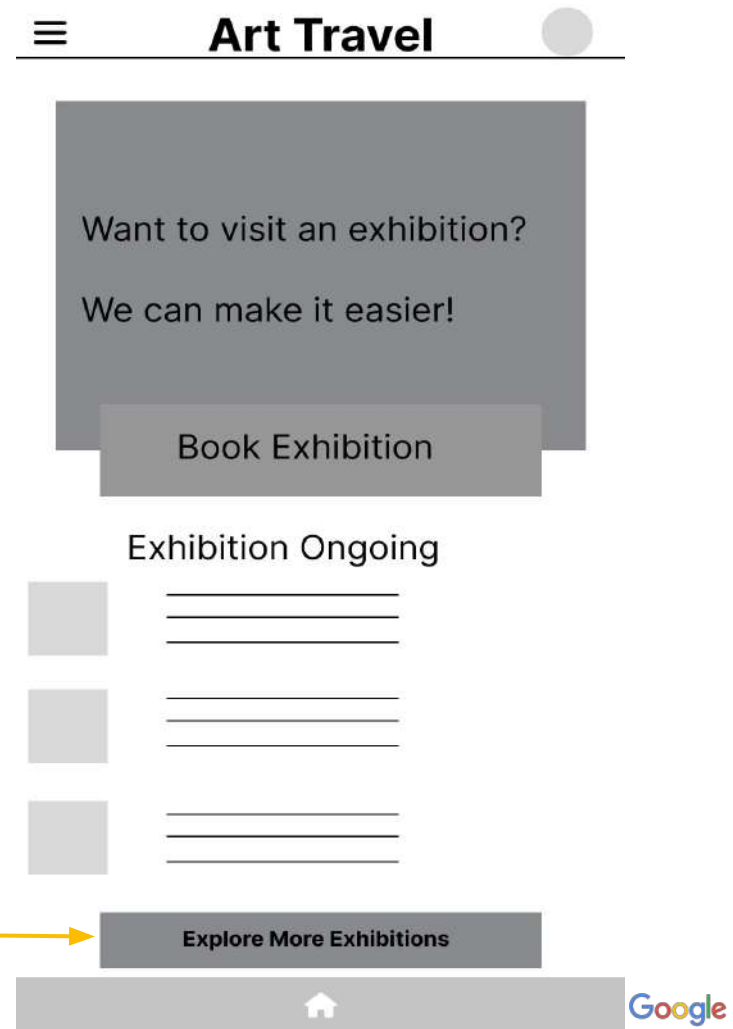 Art Travel
Want to visit an exhibition?
We can make it easier!
Book Exhibition
Exhibition Ongoing
Explore More Exhibitions
Google